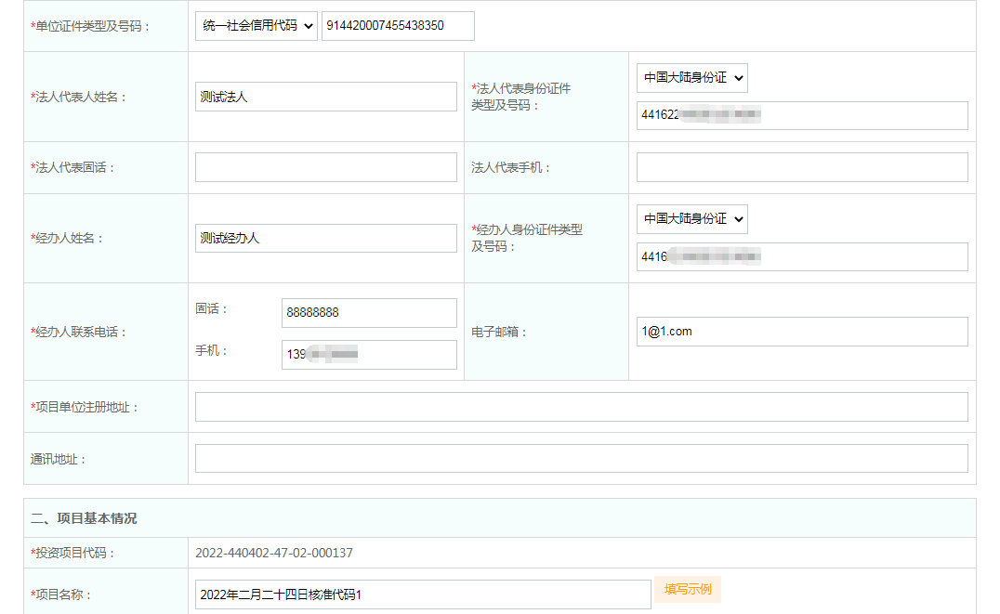 *单位证件类型及号码： 统一社会信用代码 914420007455438350
*法人代表人姓名： 测试法人
*法人代表身份证件
类型及号码：
中国大陆身份证
441622
*法人代表固话： 法人代表手机：
*经办人姓名： 测试经办人
*经办人身份证件类型
及号码：
中国大陆身份证
4416
*经办人联系电话：
固话： 88888888
手机： 139
电子邮箱： 1@1.com
*项目单位注册地址：
通讯地址：
二、项目基本情况
*投资项目代码： 2022-440402-47-02-000137
*项目名称： 2022年二月二十四日核准代码1 填写示例